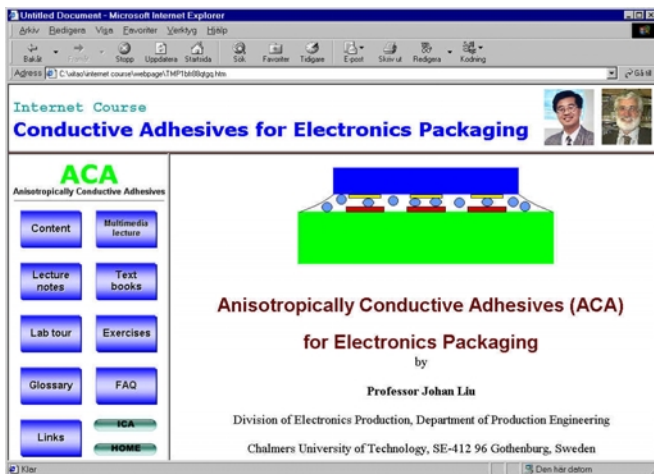 Untitled Document - Microsoft Internet Explorer
Arkiv Redigera Visa Favoriter Verktyg Hjälp
Bakåt Framåt Stopp Uppdatera Startsida Sök Favoriter Tidigare E-post Skriv ut Redigera Kodning
Adress
Gå till
Internet Course
Conductive Adhesives for Electronics Packaging
ACA
Anisotropically Conductive Adhesives
Content
Multimedia
lecture
Lecture
notes
Text
books
Lab tour
Exercises
Glossary
FAQ
Links
ICA
HOME
Anisotropically Conductive Adhesives (ACA)
for Electronics Packaging
by
Professor Johan Liu
Division of Electronics Production, Department of Production Engineering
Chalmers University of Technology, SE-412 96 Gothenburg, Sweden
Klar
Den här datorn